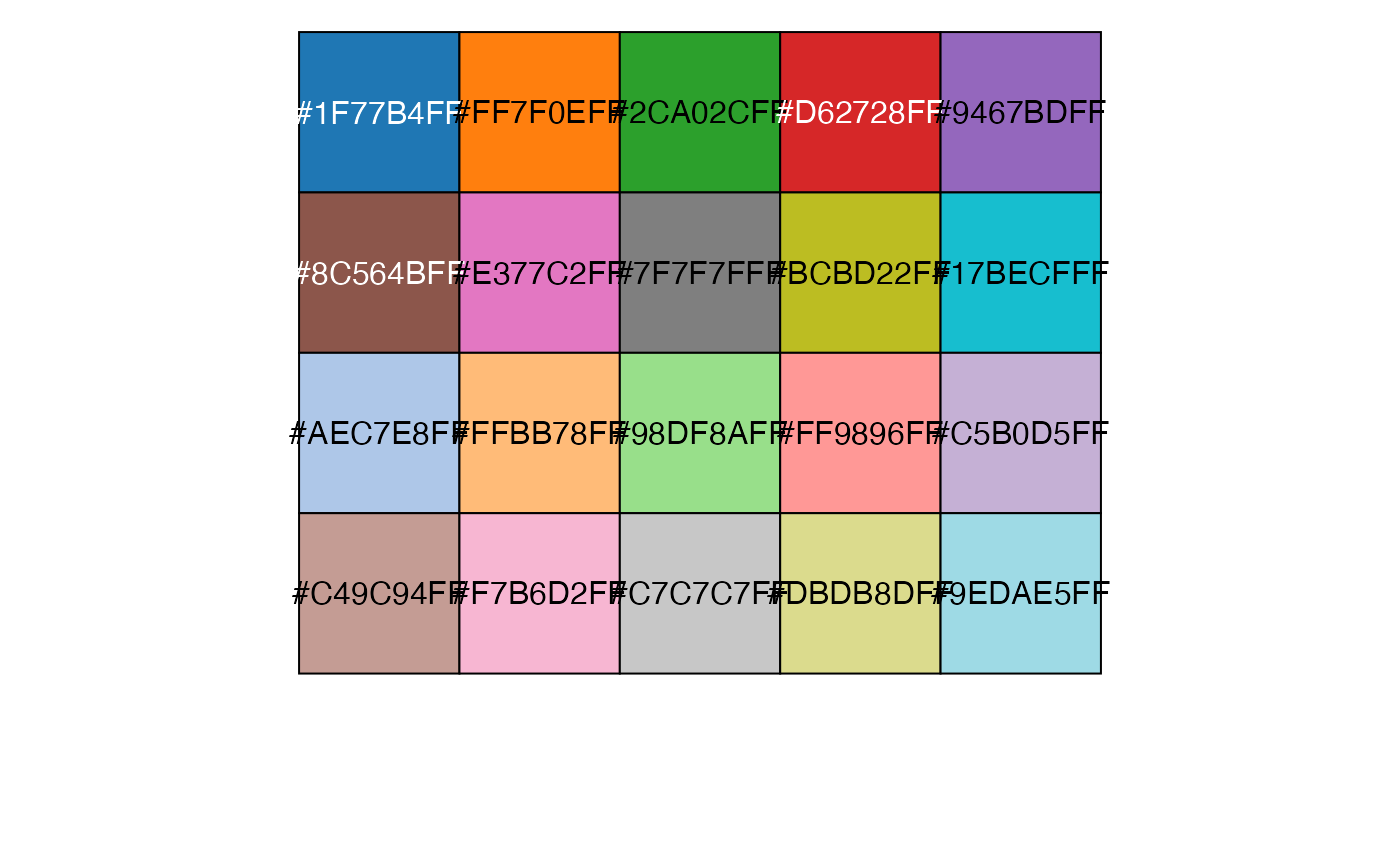 #1F77B4FF #FF7F0EFF #2CA02CFF #D62728FF #9467BDFF
#8C564BFF #E377C2FF #7F7F7FFF #BCBD22FF #17BECFFF
#AEC7E8FF #FFBB78FF #98DF8AFF #FF9896FF #C5B0D5FF
#C49C94FF #F7B6D2FF #C7C7C7FF #DBDB8DFF #9EDAE5FF